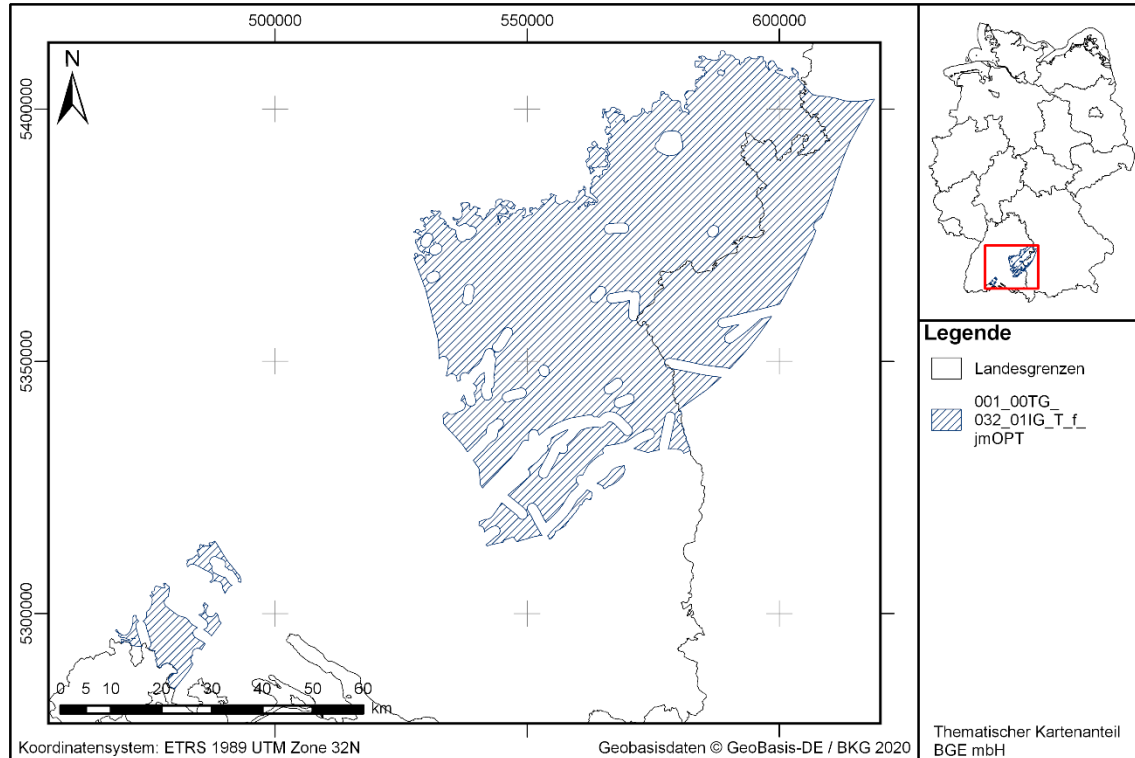 500000
550000
600000
N
5400000
5350000
5300000
0 5 10 20 30 40 50 60
km
Koordinatensystem: ETRS 1989 UTM Zone 32N
Geobasisdaten © GeoBasis-DE / BKG 2020
Legende
Landesgrenzen
001_00TG_
032_01IG_T_f_
jmOPT
Thematischer Kartenanteil
BGE mbH